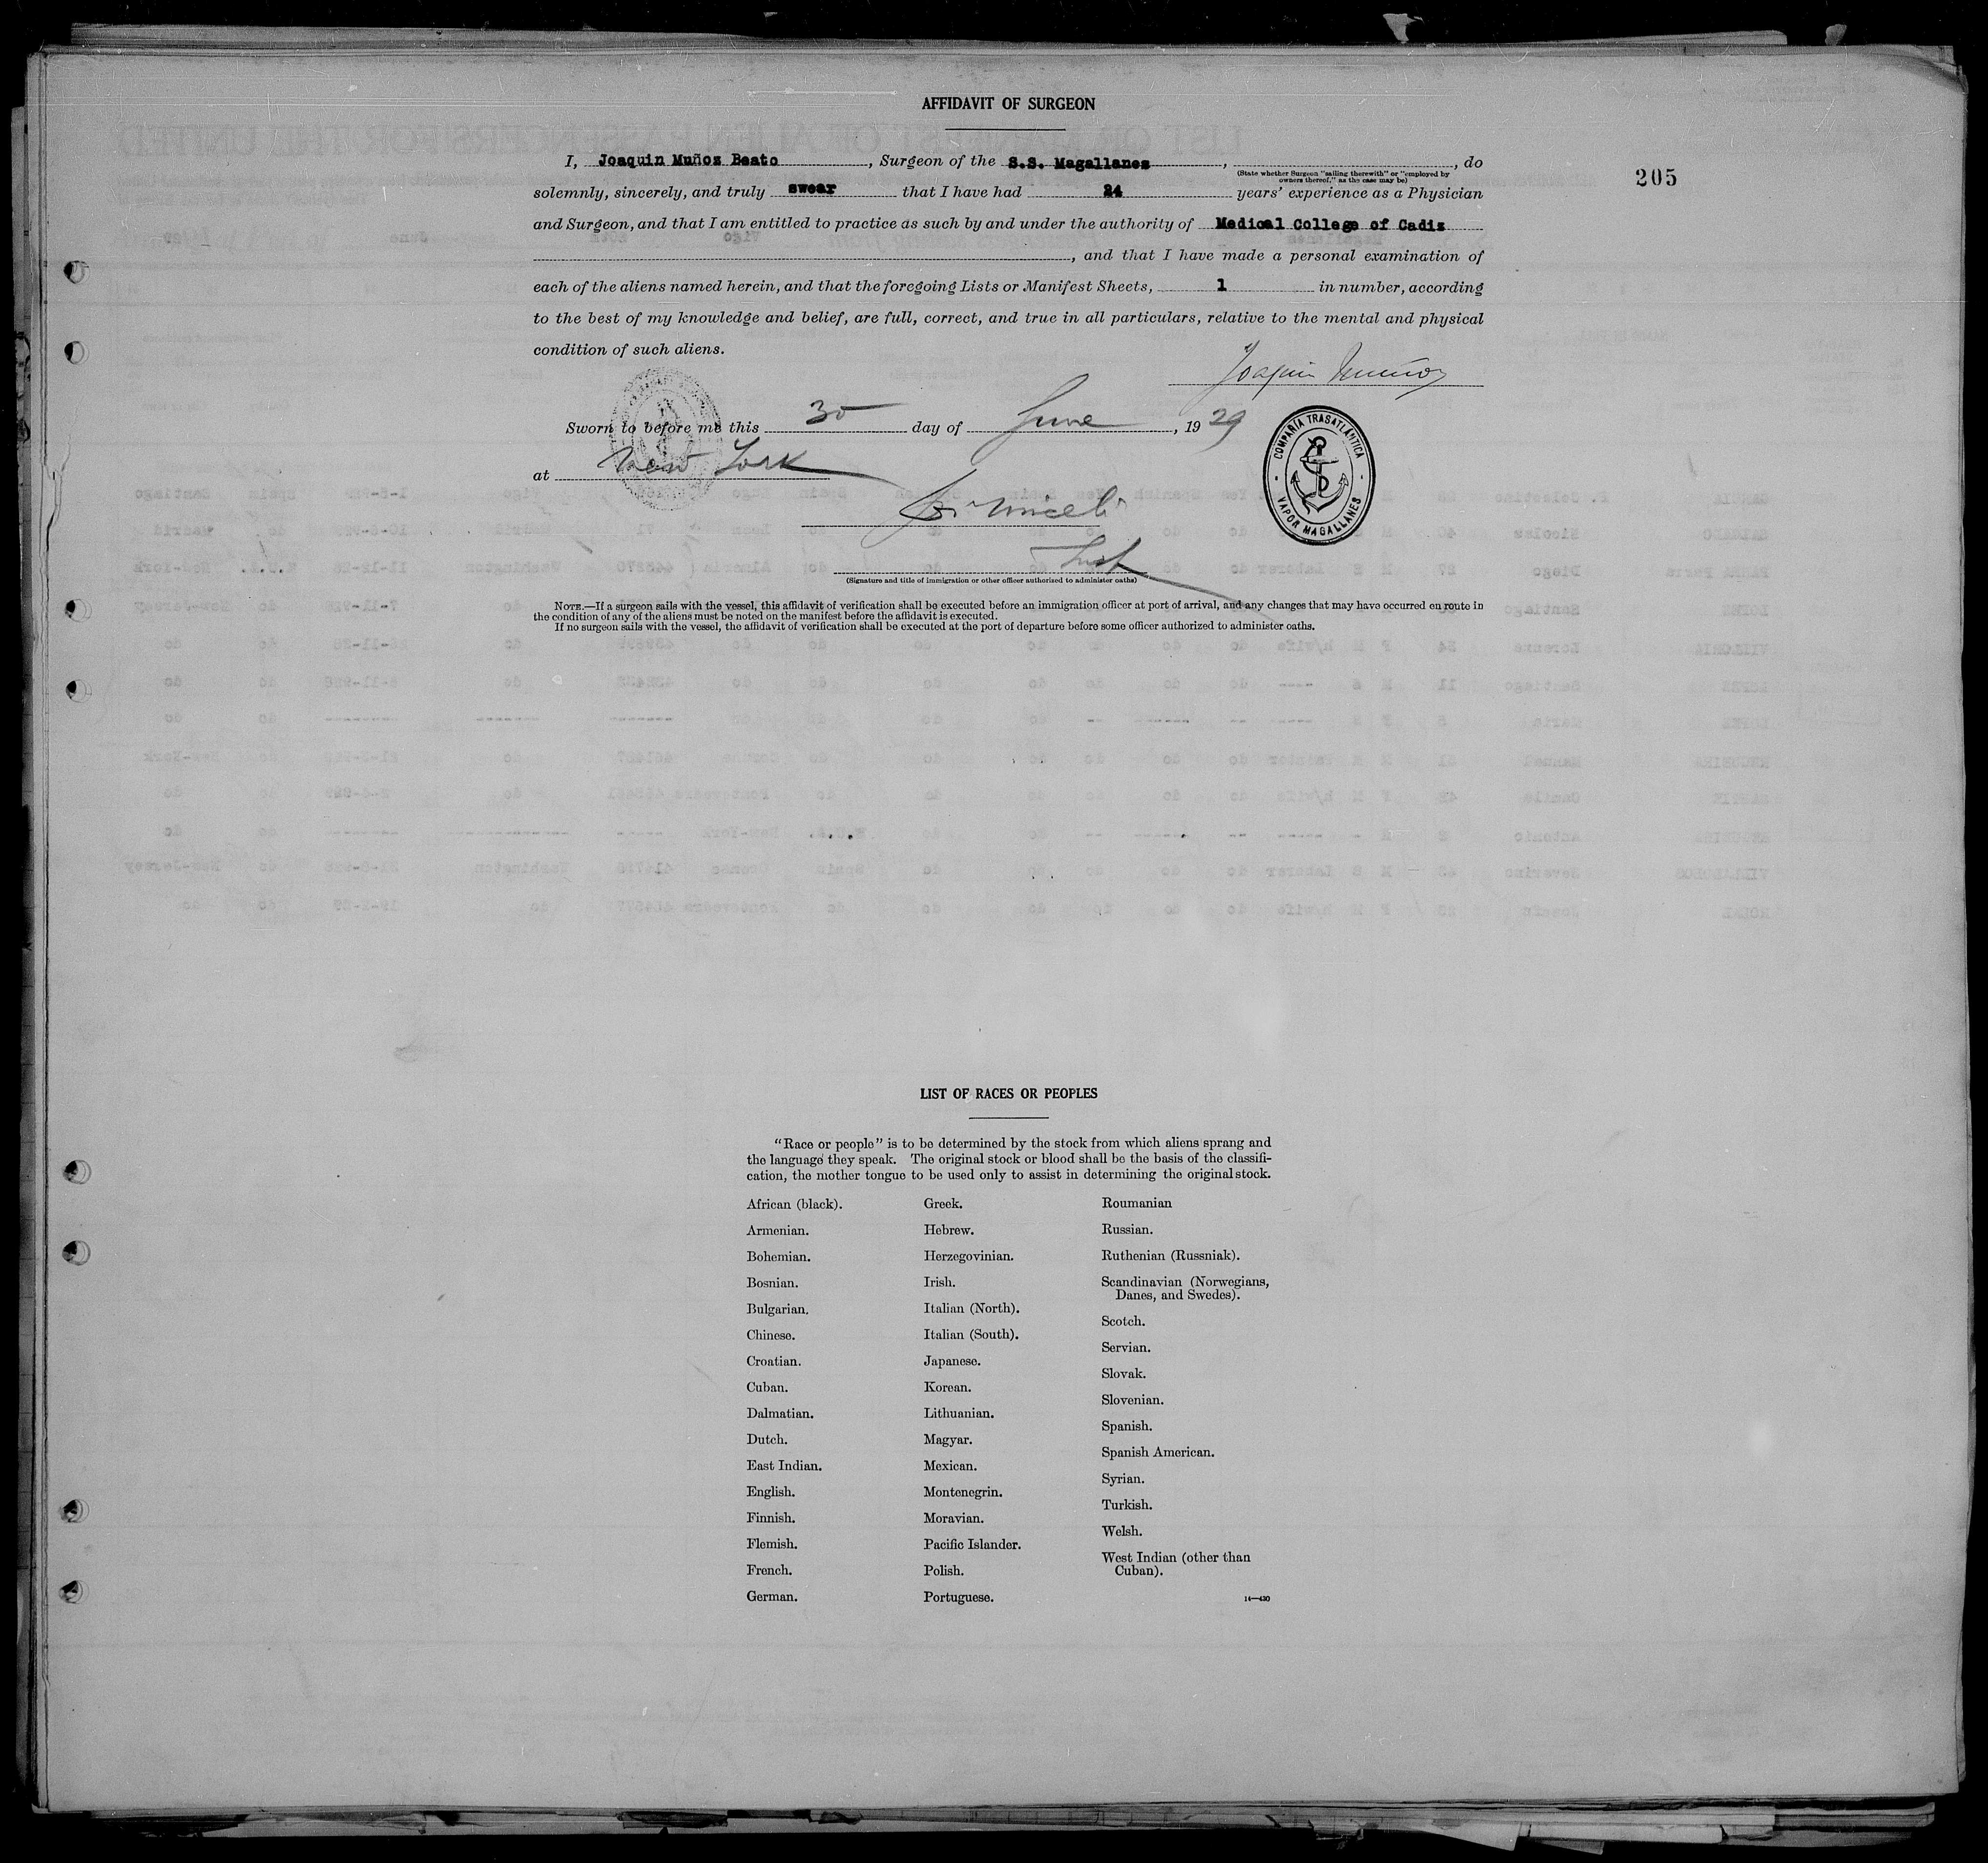 AFFIDAVIT OF SURGEON
205
I, Joaquin Muñoz Beato, Surgeon of the S.S. Magallanes, , do
(State whether Surgeon "sailing therewith" or "employed by
owners thereof," as the case may be)
solemnly, sincerely, and truly swear that I have had 24 years' experience as a Physician
and Surgeon, and that I am entitled to practice as such by and under the authority of Medical College of Cadiz
, and that I have made a personal examination of
each of the aliens named herein, and that the foregoing Lists or Manifest Sheets, 1 in number, according
to the best of my knowledge and belief, are full, correct, and true in all particulars, relative to the mental and physical
condition of such aliens.
Joaquin Munoz
Sworn to before me this 30 day of June, 1929
at New York
COMPAÑIA TRASATLANTICA
- VAPOR MAGALLANES -
(Signature and title of immigration or other officer authorized to administer oaths)
NOTE.—If a surgeon sails with the vessel, this affidavit of verification shall be executed before an immigration officer at port of arrival, and any changes that may have occurred en route in
the condition of any of the aliens must be noted on the manifest before the affidavit is executed.
If no surgeon sails with the vessel, the affidavit of verification shall be executed at the port of departure before some officer authorized to administer oaths.
LIST OF RACES OR PEOPLES
"Race or people" is to be determined by the stock from which aliens sprang and
the language they speak. The original stock or blood shall be the basis of the classifi-
cation, the mother tongue to be used only to assist in determining the original stock.
African (black).
Armenian.
Bohemian.
Bosnian.
Bulgarian.
Chinese.
Croatian.
Cuban.
Dalmatian.
Dutch.
East Indian.
English.
Finnish.
Flemish.
French.
German.
Greek.
Hebrew.
Herzegovinian.
Irish.
Italian (North).
Italian (South).
Japanese.
Korean.
Lithuanian.
Magyar.
Mexican.
Montenegrin.
Moravian.
Pacific Islander.
Polish.
Portuguese.
Roumanian
Russian.
Ruthenian (Russniak).
Scandinavian (Norwegians,
Danes, and Swedes).
Scotch.
Servian.
Slovak.
Slovenian.
Spanish.
Spanish American.
Syrian.
Turkish.
Welsh.
West Indian (other than
Cuban).
14—430